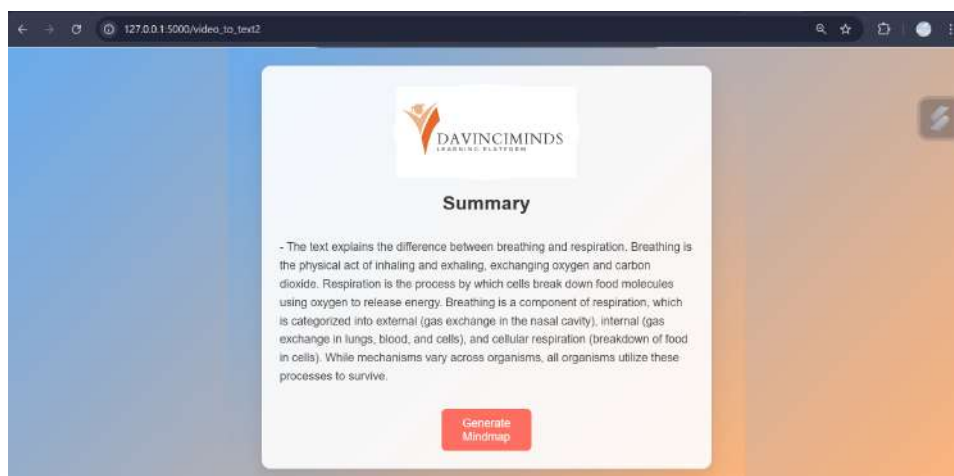 127.0.0.1:5000/video_to_text2
DAVINCIMINDS
LEARNING PLATFORM
Summary
- The text explains the difference between breathing and respiration. Breathing is
the physical act of inhaling and exhaling, exchanging oxygen and carbon
dioxide. Respiration is the process by which cells break down food molecules
using oxygen to release energy. Breathing is a component of respiration, which
is categorized into external (gas exchange in the nasal cavity), internal (gas
exchange in lungs, blood, and cells), and cellular respiration (breakdown of food
in cells). While mechanisms vary across organisms, all organisms utilize these
processes to survive.
Generate
Mindmap